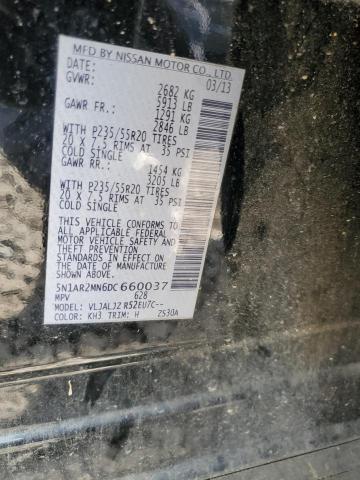 MFD BY NISSAN MOTOR CO., LTD.
DATE: 03/13
GVWR: 2682 KG
5913 LB
GAWR FR.: 1291 KG
2846 LB
WITH P235/55R20 TIRES
20 X 7.5 RIMS AT 35 PSI
COLD SINGLE
GAWR RR.: 1454 KG
3205 LB
WITH P235/55R20 TIRES
20 X 7.5 RIMS AT 35 PSI
COLD SINGLE
THIS VEHICLE CONFORMS TO
ALL APPLICABLE FEDERAL
MOTOR VEHICLE SAFETY AND
THEFT PREVENTION
STANDARDS IN EFFECT ON
THE DATE OF MANUFACTURE
SHOWN ABOVE.
5N1AR2MN6DC660037
MPV 628
MODEL: VLJALJZ R52EU7C--
COLOR: KH3 TRIM: H ZS30A